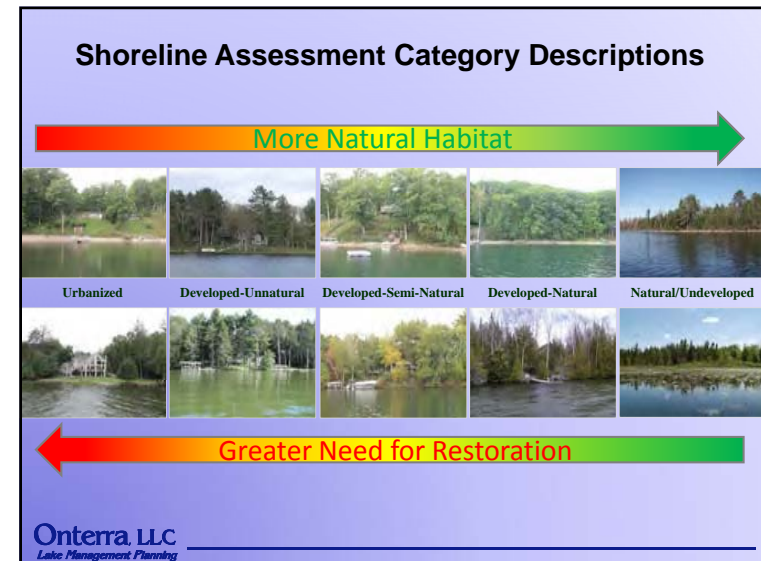 Shoreline Assessment Category Descriptions
More Natural Habitat
Urbanized
Developed-Unnatural
Developed-Semi-Natural
Developed-Natural
Natural/Undeveloped
Greater Need for Restoration
Onterra, LLC
Lake Management Planning